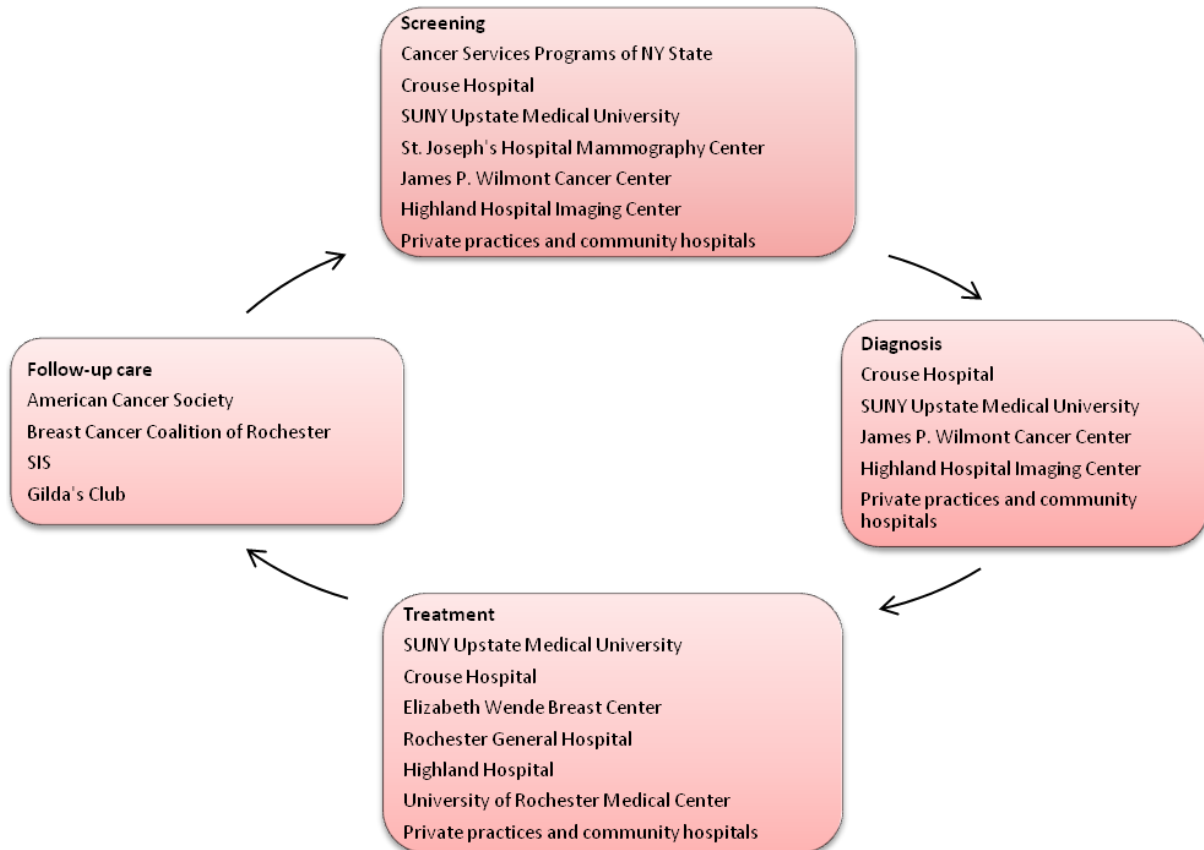 Screening
Cancer Services Programs of NY State
Crouse Hospital
SUNY Upstate Medical University
St. Joseph's Hospital Mammography Center
James P. Wilmont Cancer Center
Highland Hospital Imaging Center
Private practices and community hospitals
Diagnosis
Crouse Hospital
SUNY Upstate Medical University
James P. Wilmont Cancer Center
Highland Hospital Imaging Center
Private practices and community
hospitals
Treatment
SUNY Upstate Medical University
Crouse Hospital
Elizabeth Wende Breast Center
Rochester General Hospital
Highland Hospital
University of Rochester Medical Center
Private practices and community hospitals
Follow-up care
American Cancer Society
Breast Cancer Coalition of Rochester
SIS
Gilda's Club